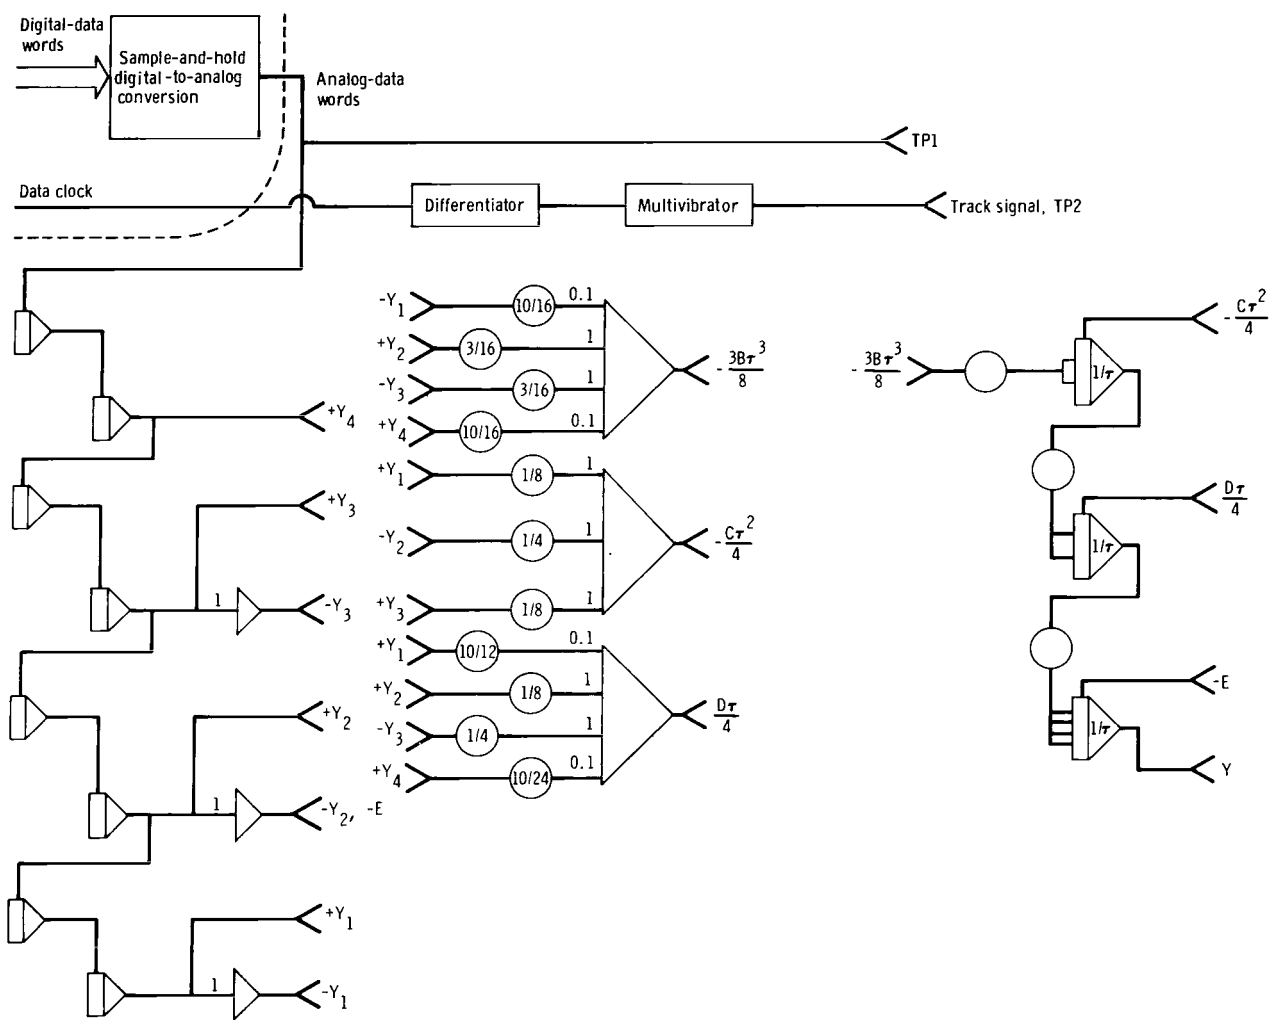 Digital-data
words
Sample-and-hold
digital-to-analog
conversion
Analog-data
words
TP1
Data clock
Differentiator
Multivibrator
Track signal, TP2
+Y₄
+Y₃
1
-Y₃
+Y₂
1
-Y₂, -E
+Y₁
1
-Y₁
-Y₁ 10/16 0.1
+Y₂ 3/16 1
-Y₃ 3/16 1
+Y₄ 10/16 0.1
- 3Bτ³/8
+Y₁ 1/8 1
-Y₂ 1/4 1
+Y₃ 1/8 1
- Cτ²/4
+Y₁ 10/12 0.1
+Y₂ 1/8 1
-Y₃ 1/4 1
+Y₄ 10/24 0.1
Dτ/4
- Cτ²/4
- 3Bτ³/8
1/τ
Dτ/4
1/τ
-E
1/τ
Y